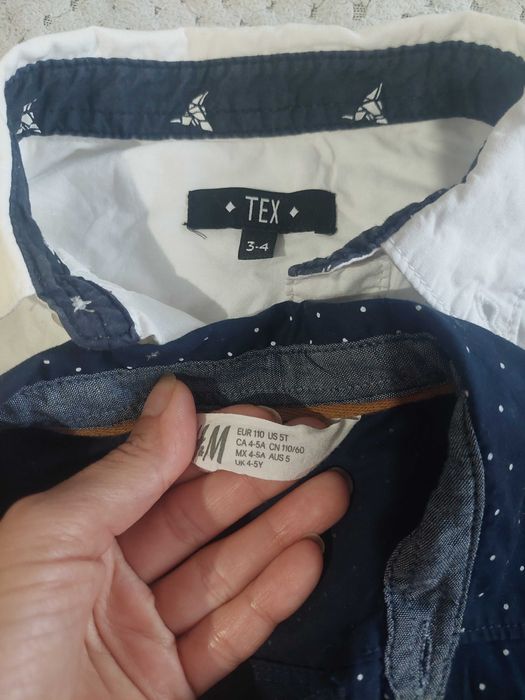 TEX
3-4
&M
EUR 110 US 5T
CA 4-5A CN 110/60
MX 4-5A AUS 5
UK 4-5Y